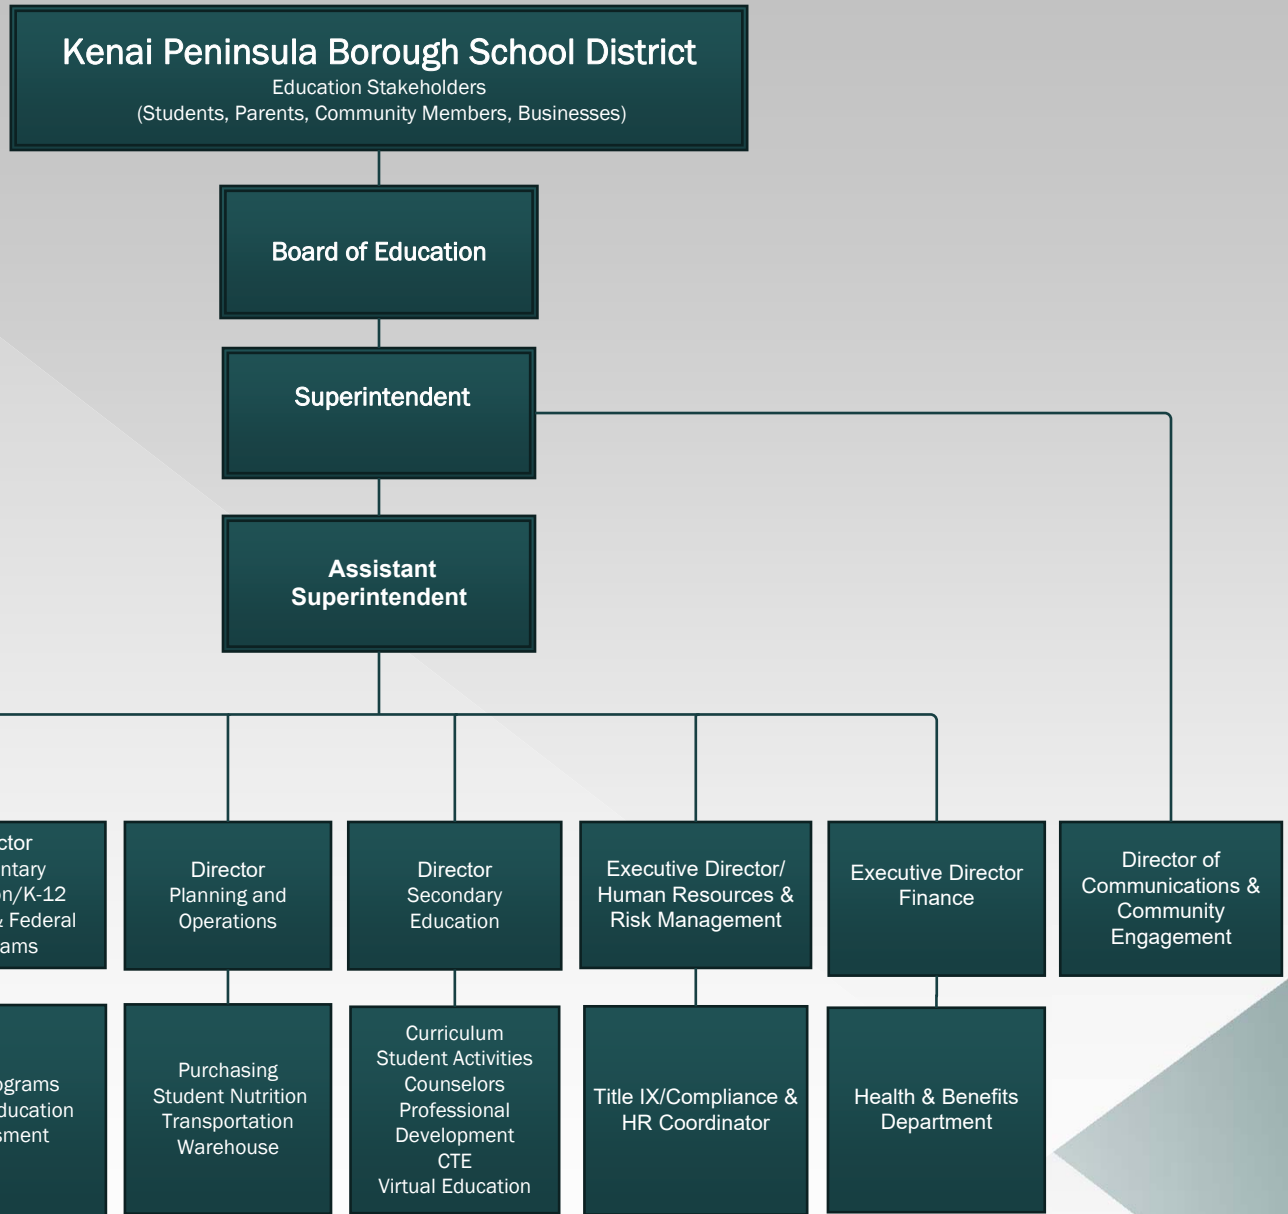 Kenai Peninsula Borough School District
Education Stakeholders
(Students, Parents, Community Members, Businesses)
Board of Education
Superintendent
Assistant
Superintendent
& Federal
Director
Planning and
Operations
Director
Secondary
Education
Executive Director/
Human Resources &
Risk Management
Executive Director
Finance
Director of
Communications &
Community
Engagement
Purchasing
Student Nutrition
Transportation
Warehouse
Curriculum
Student Activities
Counselors
Professional
Development
CTE
Virtual Education
Title IX/Compliance &
HR Coordinator
Health & Benefits
Department